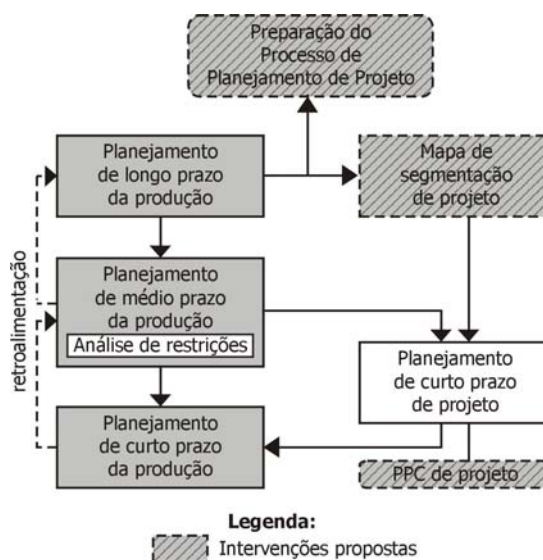 Preparação do
Processo de
Planejamento de Projeto
Planejamento
de longo prazo
da produção
Mapa de
segmentação
de projeto
retroalimentação
Planejamento
de médio prazo
da produção
Análise de restrições
Planejamento
de curto prazo
de projeto
Planejamento
de curto prazo
da produção
PPC de projeto
Legenda:
Intervenções propostas